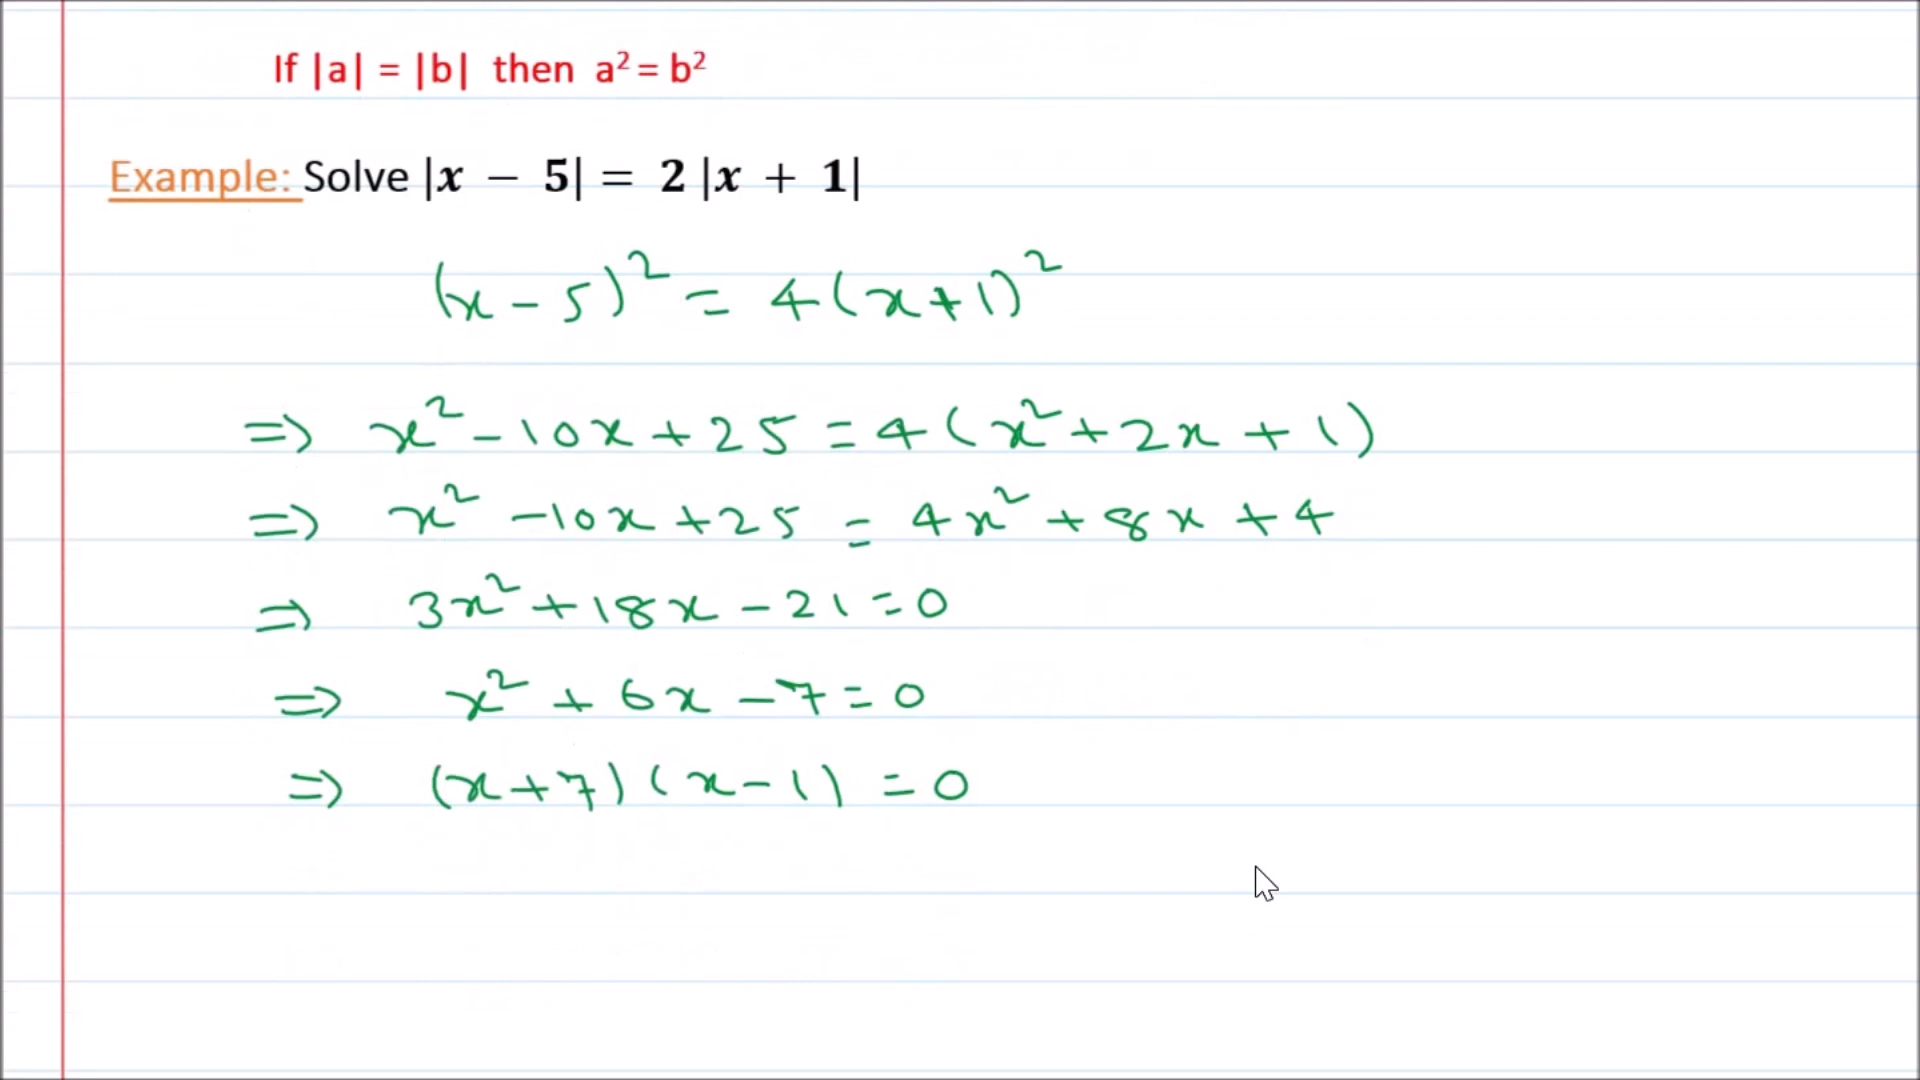 If |a| = |b| then a² = b²
Example: Solve |x − 5| = 2 |x + 1|
(x - 5)² = 4(x+1)²
⇒ x² - 10x + 25 = 4(x² + 2x + 1)
⇒ x² - 10x + 25 = 4x² + 8x + 4
⇒ 3x² + 18x - 21 = 0
⇒ x² + 6x - 7 = 0
⇒ (x+7)(x-1) = 0